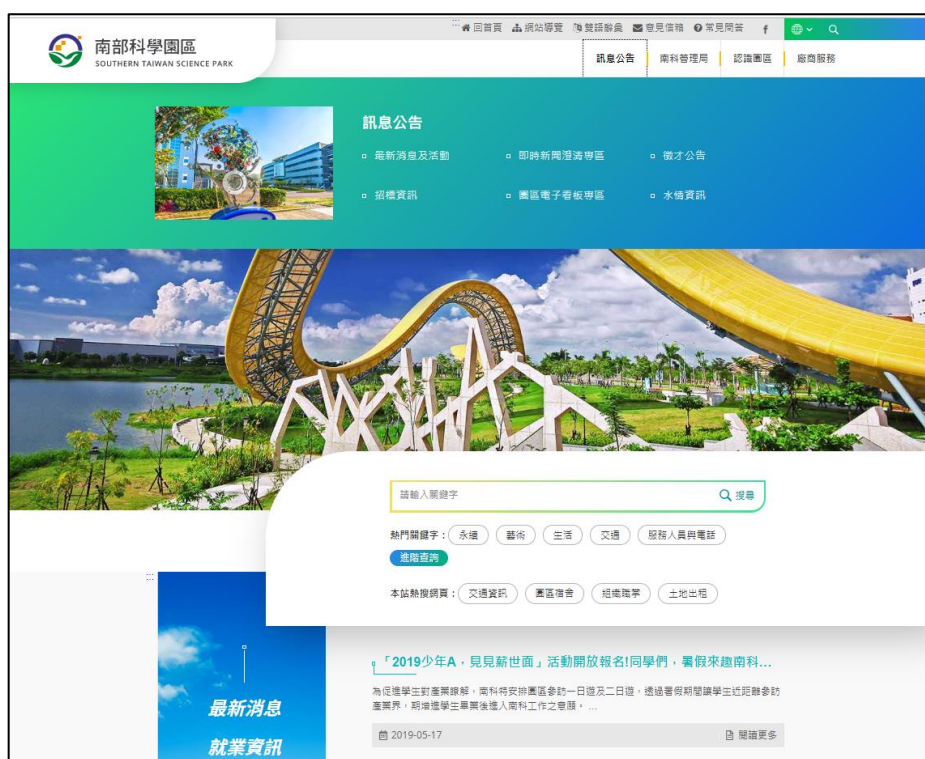 回首頁 網站導覽 雙語辭彙 意見信箱 常見問答
南部科學園區
SOUTHERN TAIWAN SCIENCE PARK
訊息公告 南科管理局 認識園區 廠商服務
訊息公告
最新消息及活動 即時新聞澄清專區 徵才公告
招標資訊 園區電子看板專區 水情資訊
請輸入關鍵字 搜尋
熱門關鍵字： 永續 藝術 生活 交通 服務人員與電話
進階查詢
本站熱搜網頁： 交通資訊 園區宿舍 組織職掌 土地出租
「2019少年A，見見薪世面」活動開放報名!同學們，暑假來趣南科...
為促進學生對產業瞭解，南科特安排園區參訪一日遊及二日遊，透過暑假期間讓學生近距離參訪
產業界，期增進學生畢業後進入南科工作之意願。 ...
最新消息
2019-05-17 閱讀更多
就業資訊